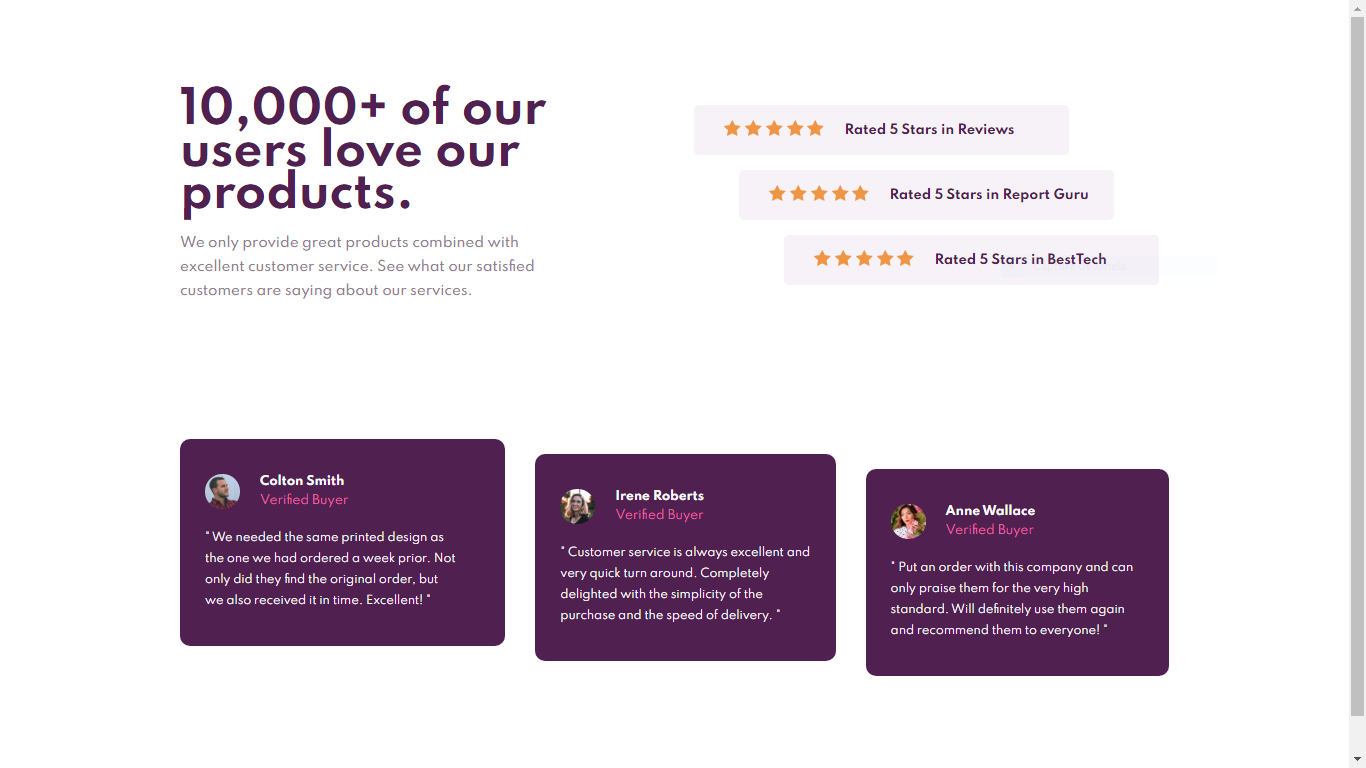 10,000+ of our
users love our
products.
We only provide great products combined with
excellent customer service. See what our satisfied
customers are saying about our services.
Rated 5 Stars in Reviews
Rated 5 Stars in Report Guru
Rated 5 Stars in BestTech
Colton Smith
Verified Buyer
" We needed the same printed design as
the one we had ordered a week prior. Not
only did they find the original order, but
we also received it in time. Excellent! "
Irene Roberts
Verified Buyer
" Customer service is always excellent and
very quick turn around. Completely
delighted with the simplicity of the
purchase and the speed of delivery. "
Anne Wallace
Verified Buyer
" Put an order with this company and can
only praise them for the very high
standard. Will definitely use them again
and recommend them to everyone! "